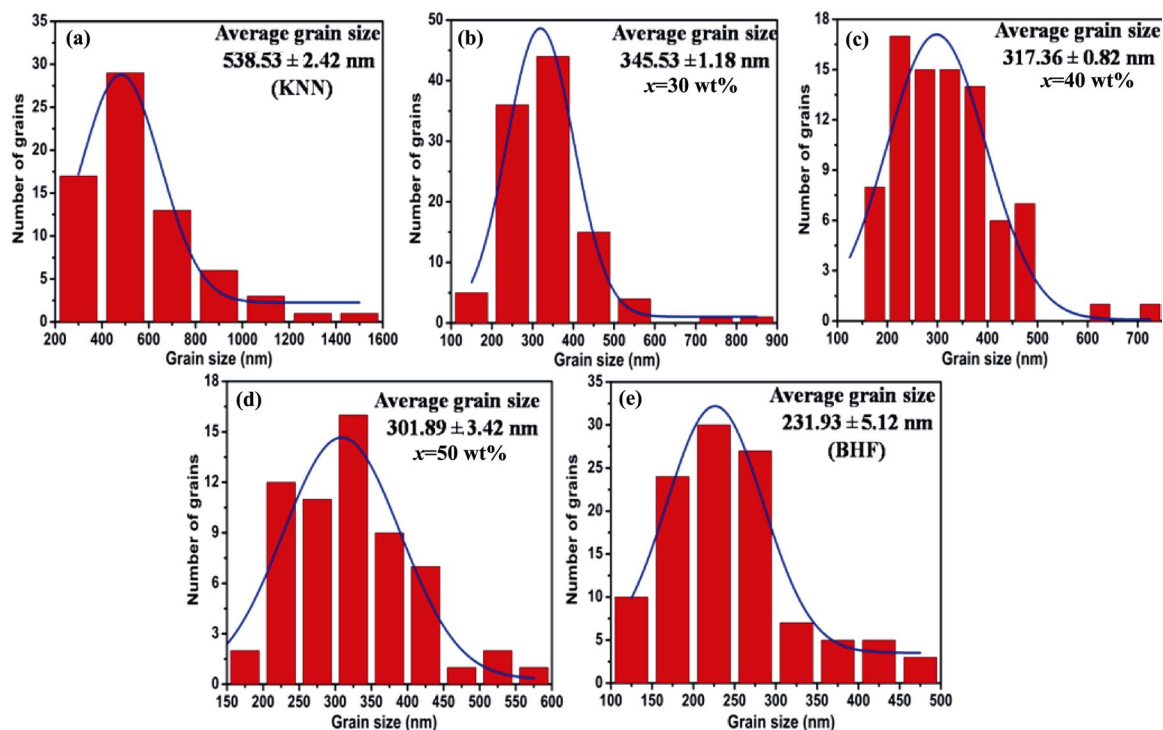 (a)
Average grain size
538.53 ± 2.42 nm
(KNN)
35
30
25
20
15
10
5
0
Number of grains
200 400 600 800 1000 1200 1400 1600
Grain size (nm)
(b)
Average grain size
345.53 ± 1.18 nm
x=30 wt%
50
40
30
20
10
0
Number of grains
100 200 300 400 500 600 700 800 900
Grain size (nm)
(c)
Average grain size
317.36 ± 0.82 nm
x=40 wt%
18
15
12
9
6
3
0
Number of grains
100 200 300 400 500 600 700
Grain size (nm)
(d)
Average grain size
301.89 ± 3.42 nm
x=50 wt%
18
15
12
9
6
3
0
Number of grains
150 200 250 300 350 400 450 500 550 600
Grain size (nm)
(e)
Average grain size
231.93 ± 5.12 nm
(BHF)
35
30
25
20
15
10
5
0
Number of grains
100 150 200 250 300 350 400 450 500
Grain size (nm)